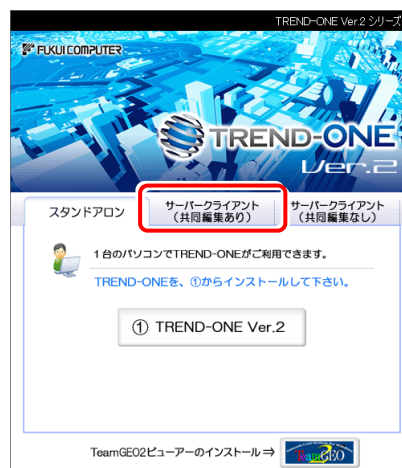 TREND-ONE Ver.2 シリーズ
FUKUI COMPUTER
TREND-ONE
Ver.2
スタンドアロン
サーバークライアント
（共同編集あり）
サーバークライアント
（共同編集なし）
1台のパソコンでTREND-ONEがご利用できます。
TREND-ONEを、①からインストールして下さい。
① TREND-ONE Ver.2
TeamGEO2ビューアーのインストール⇒
TeamGEO